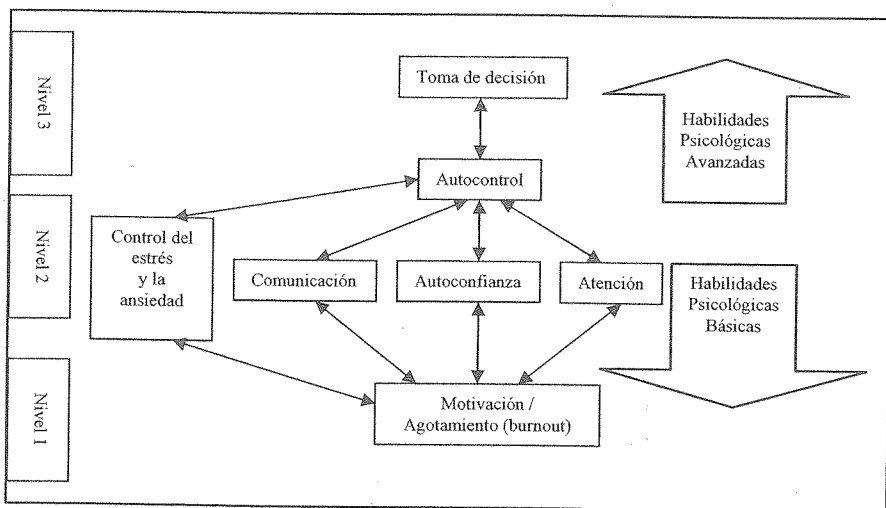 Nivel 3
Toma de decisión
Habilidades
Psicológicas
Avanzadas
Autocontrol
Nivel 2
Control del
estrés
y la
ansiedad
Comunicación
Autoconfianza
Atención
Habilidades
Psicológicas
Básicas
Nivel 1
Motivación /
Agotamiento (burnout)